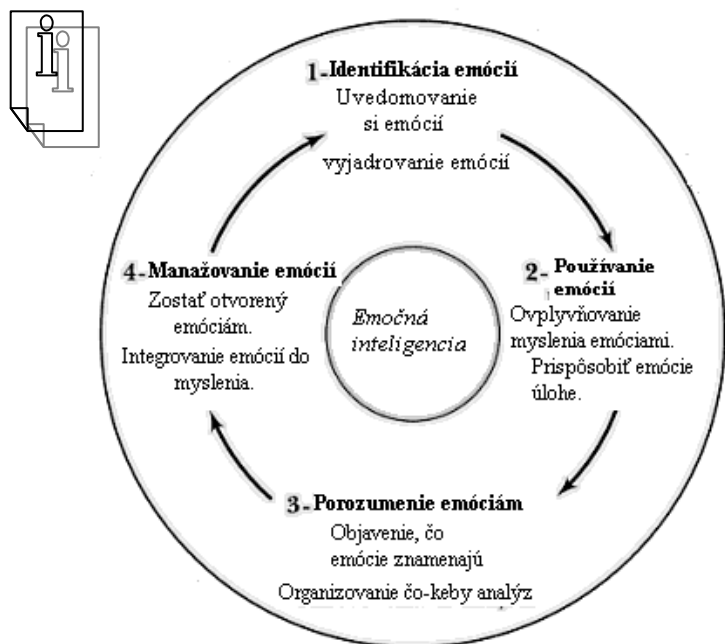 1-Identifikácia emócií
Uvedomovanie
si emócií
vyjadrovanie emócií
2- Používanie
emócií
Ovplyvňovanie
myslenia emóciami.
Prispôsobiť emócie
úlohe.
3-Porozumenie emóciám
Objavenie, čo
emócie znamenajú
Organizovanie čo-keby analýz
4-Manažovanie emócií
Zostať otvorený
emóciám.
Integrovanie emócií do
myslenia.
Emočná
inteligencia